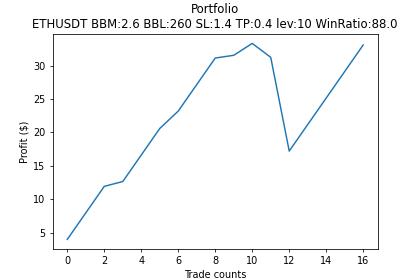 Portfolio
ETHUSDT BBM:2.6 BBL:260 SL:1.4 TP:0.4 lev:10 WinRatio:88.0
Profit ($)
30
25
20
15
10
5
0 2 4 6 8 10 12 14 16
Trade counts